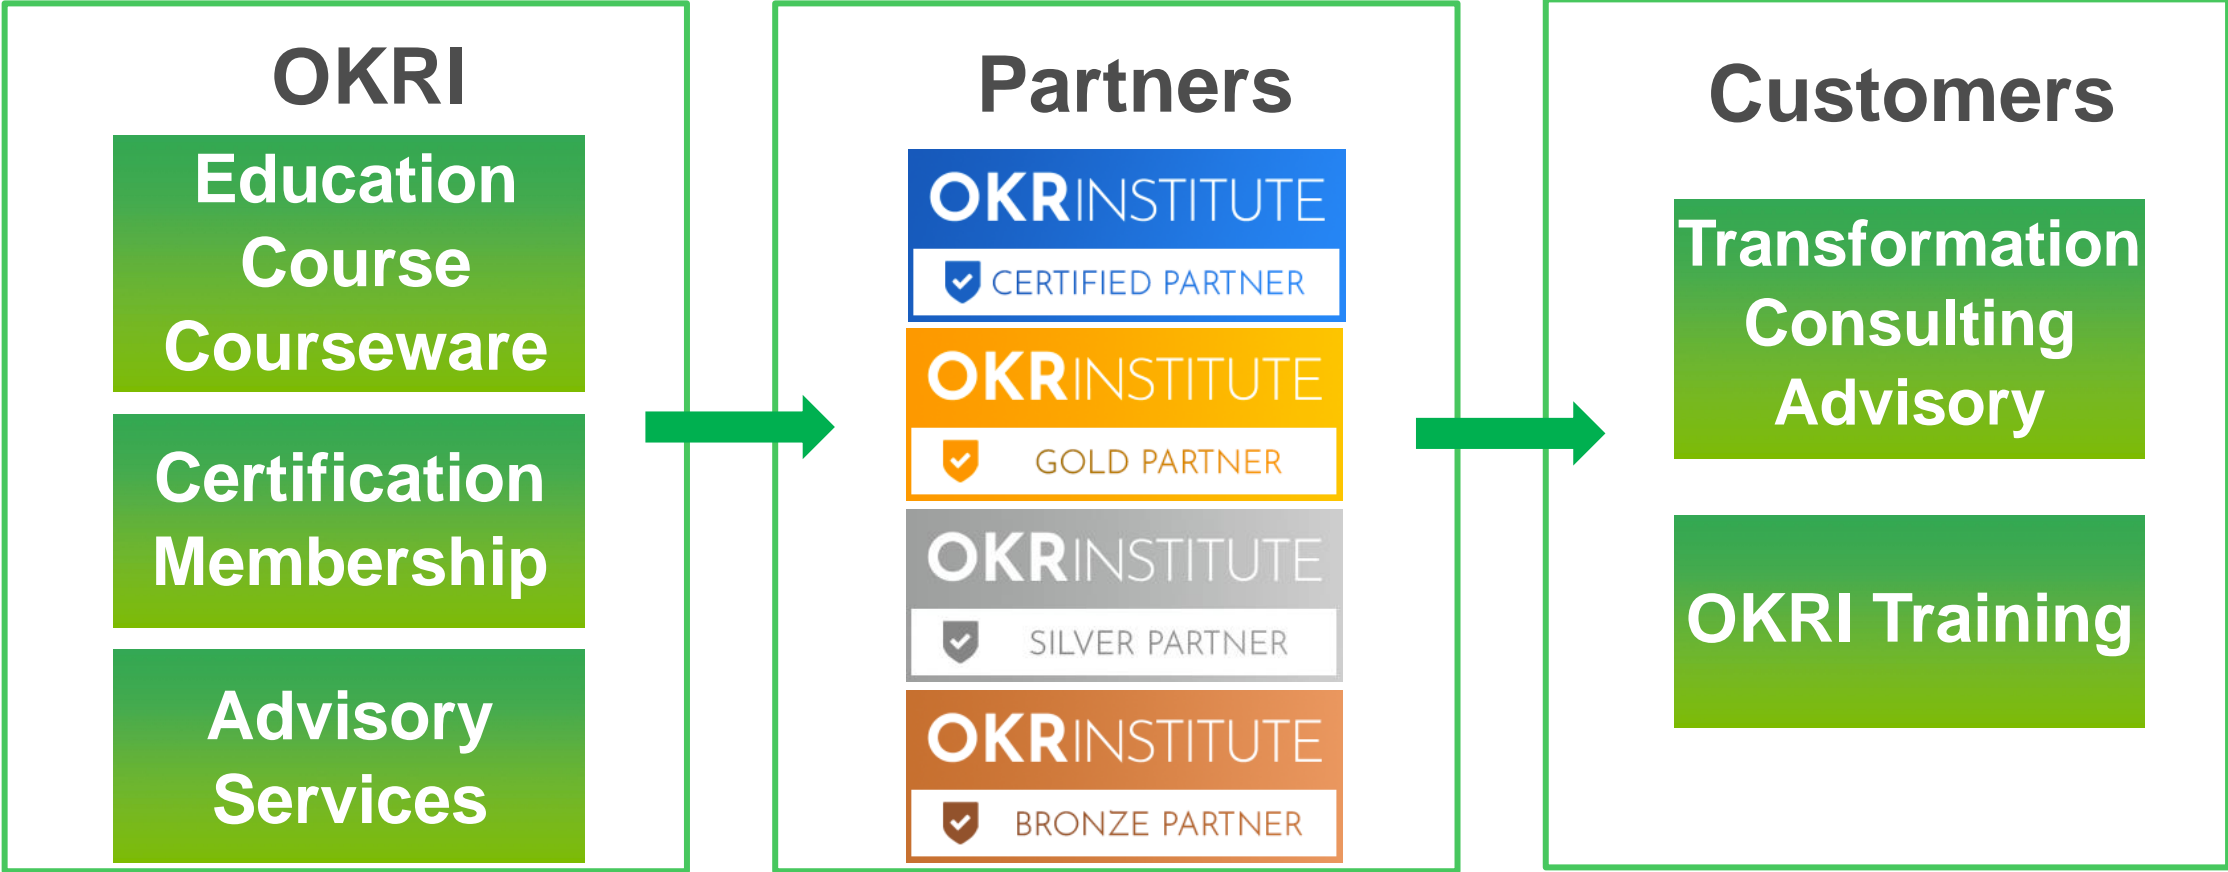 OKRI
Education
Course
Courseware
Certification
Membership
Advisory
Services
Partners
OKRINSTITUTE
CERTIFIED PARTNER
OKRINSTITUTE
GOLD PARTNER
OKRINSTITUTE
SILVER PARTNER
OKRINSTITUTE
BRONZE PARTNER
Customers
Transformation
Consulting
Advisory
OKRI Training